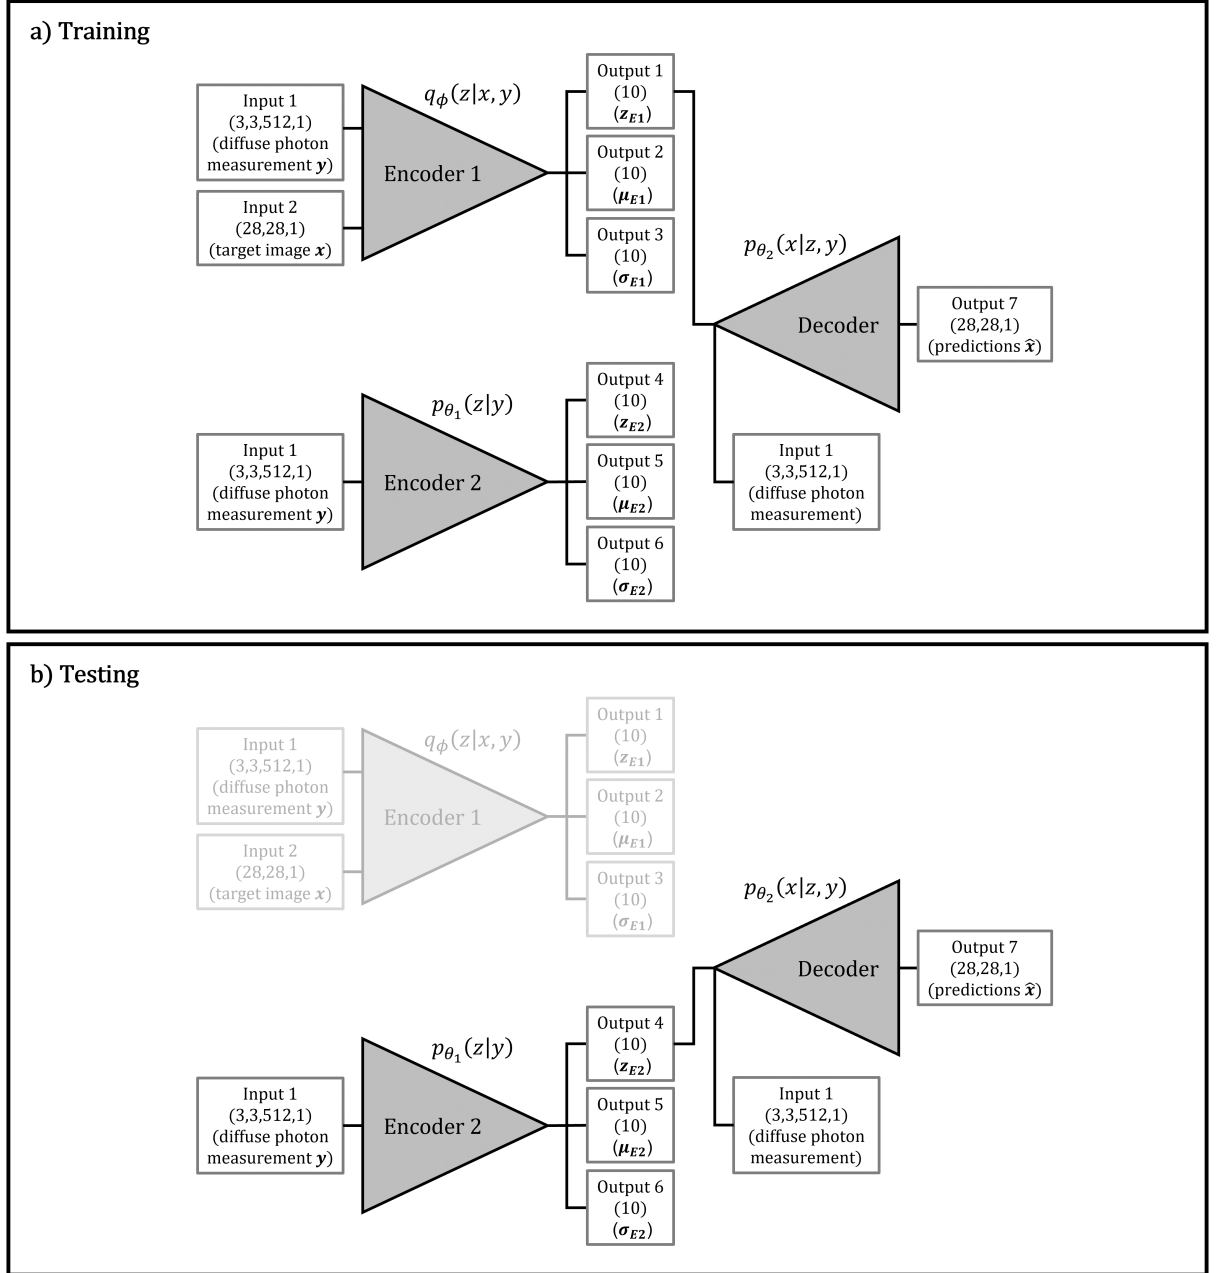 a) Training
Input 1
(3,3,512,1)
(diffuse photon
measurement y)
Input 2
(28,28,1)
(target image x)
qϕ(z|x, y)
Encoder 1
Output 1
(10)
(zE1)
Output 2
(10)
(μE1)
Output 3
(10)
(σE1)
pθ2(x|z, y)
Decoder
Output 7
(28,28,1)
(predictions x̂)
Input 1
(3,3,512,1)
(diffuse photon
measurement)
Input 1
(3,3,512,1)
(diffuse photon
measurement y)
pθ1(z|y)
Encoder 2
Output 4
(10)
(zE2)
Output 5
(10)
(μE2)
Output 6
(10)
(σE2)
b) Testing
Input 1
(3,3,512,1)
(diffuse photon
measurement y)
Input 2
(28,28,1)
(target image x)
qϕ(z|x, y)
Encoder 1
Output 1
(10)
(zE1)
Output 2
(10)
(μE1)
Output 3
(10)
(σE1)
pθ2(x|z, y)
Decoder
Output 7
(28,28,1)
(predictions x̂)
Input 1
(3,3,512,1)
(diffuse photon
measurement)
Input 1
(3,3,512,1)
(diffuse photon
measurement y)
pθ1(z|y)
Encoder 2
Output 4
(10)
(zE2)
Output 5
(10)
(μE2)
Output 6
(10)
(σE2)